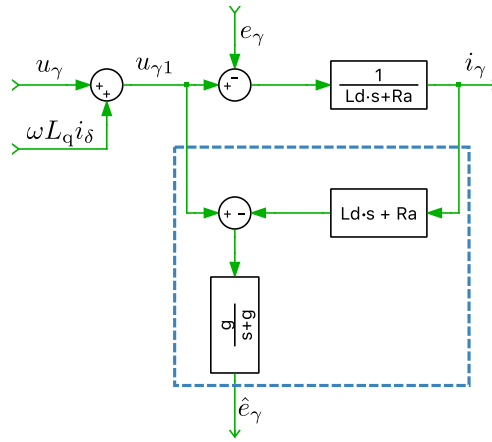 e_γ
u_γ
u_γ1
i_γ
+
+
+
-
1
Ld·s+Ra
ωL_q i_δ
+
-
Ld·s + Ra
g
s+g
ê_γ